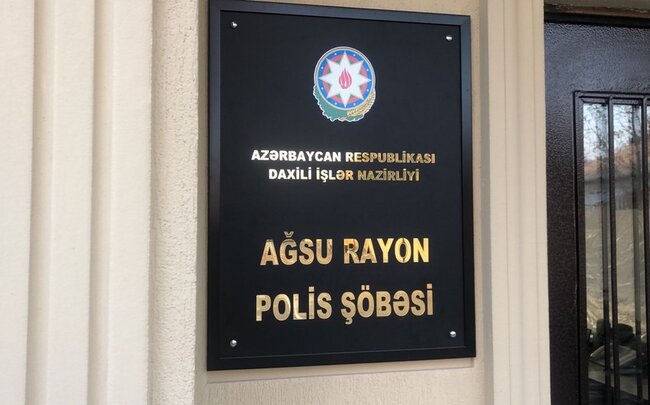 AZƏRBAYCAN RESPUBLİKASI
DAXİLİ İŞLƏR NAZİRLİYİ
AĞSU RAYON
POLİS ŞÖBƏSİ